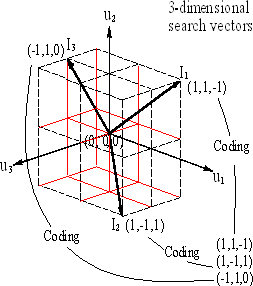 3-dimensional
search vectors
u2
(-1,1,0) I3
I1
(1,1,-1)
(0,0,0)
Coding
u3
u1
I2 (1,-1,1)
Coding
Coding
(1,1,-1)
(1,-1,1)
(-1,1,0)